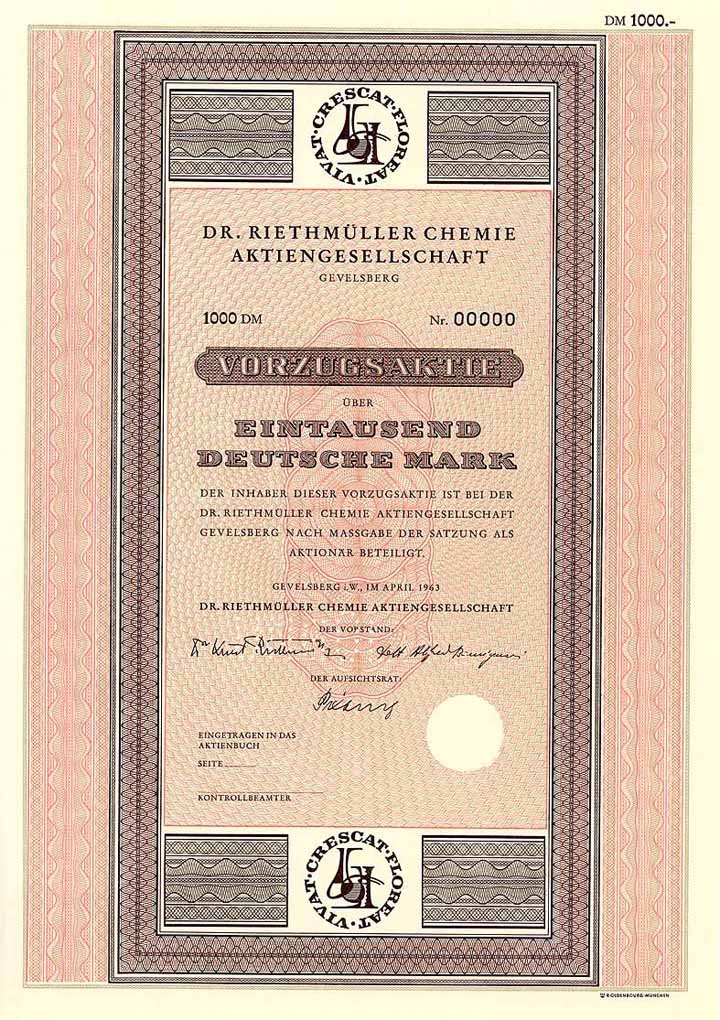 DM 1000.-
VIVAT · CRESCAT · FLOREAT ·
DR. RIETHMÜLLER CHEMIE
AKTIENGESELLSCHAFT
GEVELSBERG
1000 DM Nr. 00000
VORZUGSAKTIE
ÜBER
EINTAUSEND
DEUTSCHE MARK
DER INHABER DIESER VORZUGSAKTIE IST BEI DER
DR. RIETHMÜLLER CHEMIE AKTIENGESELLSCHAFT
GEVELSBERG NACH MASSGABE DER SATZUNG ALS
AKTIONÄR BETEILIGT.
GEVELSBERG i.W., IM APRIL 1963
DR. RIETHMÜLLER CHEMIE AKTIENGESELLSCHAFT
DER VORSTAND:
DER AUFSICHTSRAT:
EINGETRAGEN IN DAS
AKTIENBUCH
SEITE
KONTROLLBEAMTER
VIVAT · CRESCAT · FLOREAT ·
R·OLDENBOURG·MÜNCHEN